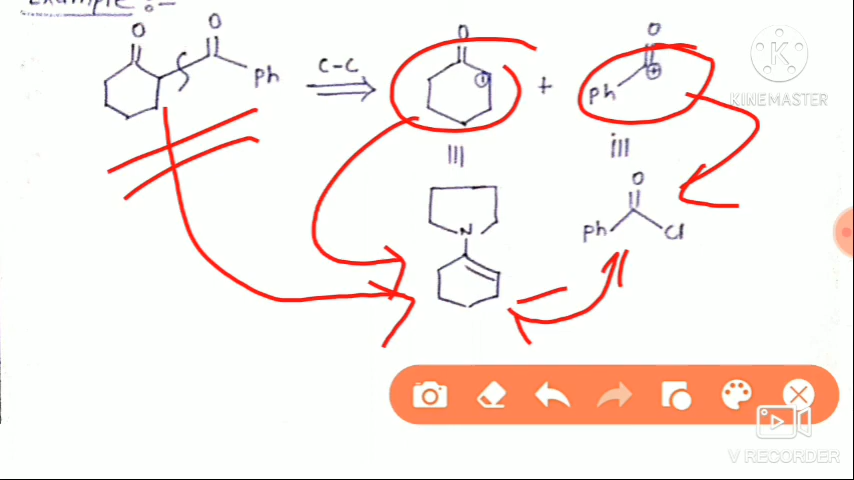 Example :-
O
O
Ph
C-C
O
+
O
Ph
KINEMASTER
N
O
Ph
Cl
V RECORDER